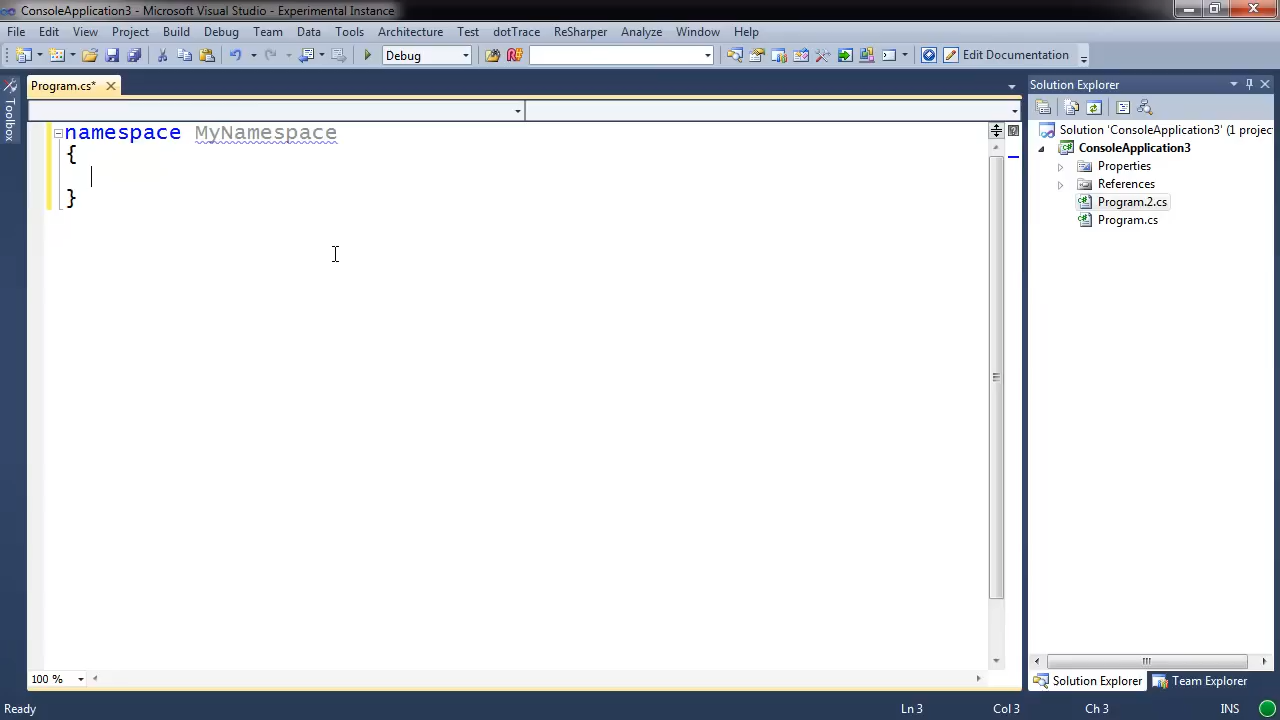 ConsoleApplication3 - Microsoft Visual Studio - Experimental Instance
File Edit View Project Build Debug Team Data Tools Architecture Test dotTrace ReSharper Analyze Window Help
Debug Edit Documentation
Toolbox
Program.cs*
namespace MyNamespace
{
}
100 %
Solution Explorer
Solution 'ConsoleApplication3' (1 projec
ConsoleApplication3
Properties
References
Program.2.cs
Program.cs
Solution Explorer Team Explorer
Ready Ln 3 Col 3 Ch 3 INS